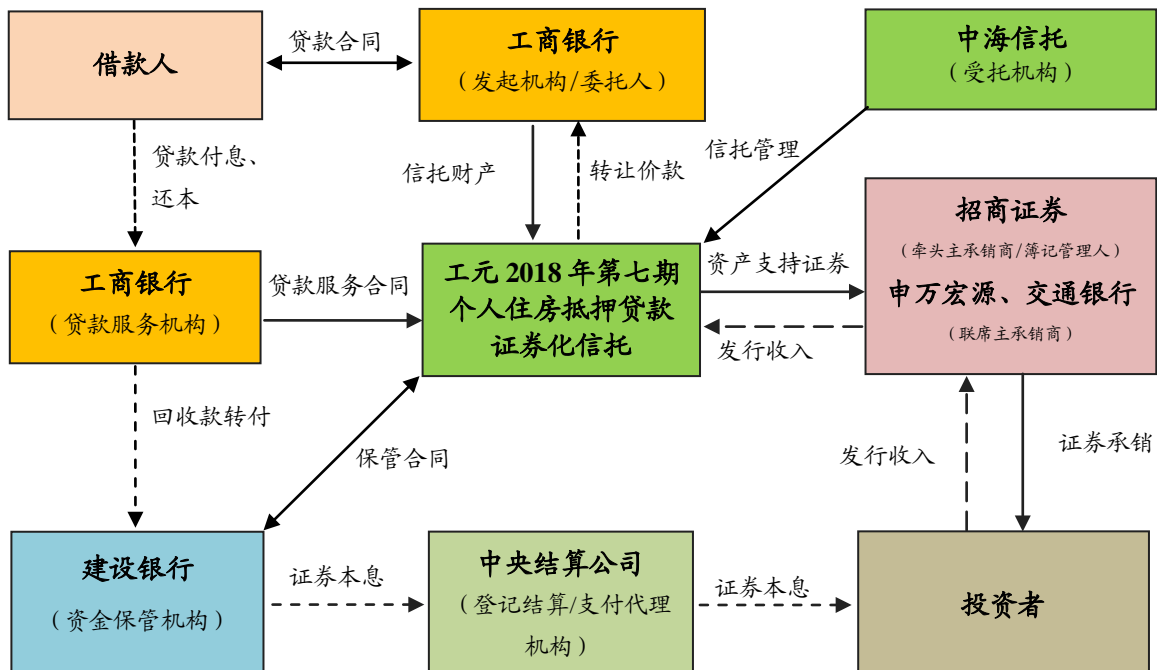 借款人
贷款合同
工商银行
（发起机构/委托人）
中海信托
（受托机构）
贷款付息、
还本
信托财产
转让价款
信托管理
工商银行
（贷款服务机构）
贷款服务合同
工元 2018 年第七期
个人住房抵押贷款
证券化信托
资产支持证券
发行收入
招商证券
（牵头主承销商/簿记管理人）
申万宏源、交通银行
（联席主承销商）
回收款转付
保管合同
发行收入
证券承销
建设银行
（资金保管机构）
证券本息
中央结算公司
（登记结算/支付代理
机构）
证券本息
投资者